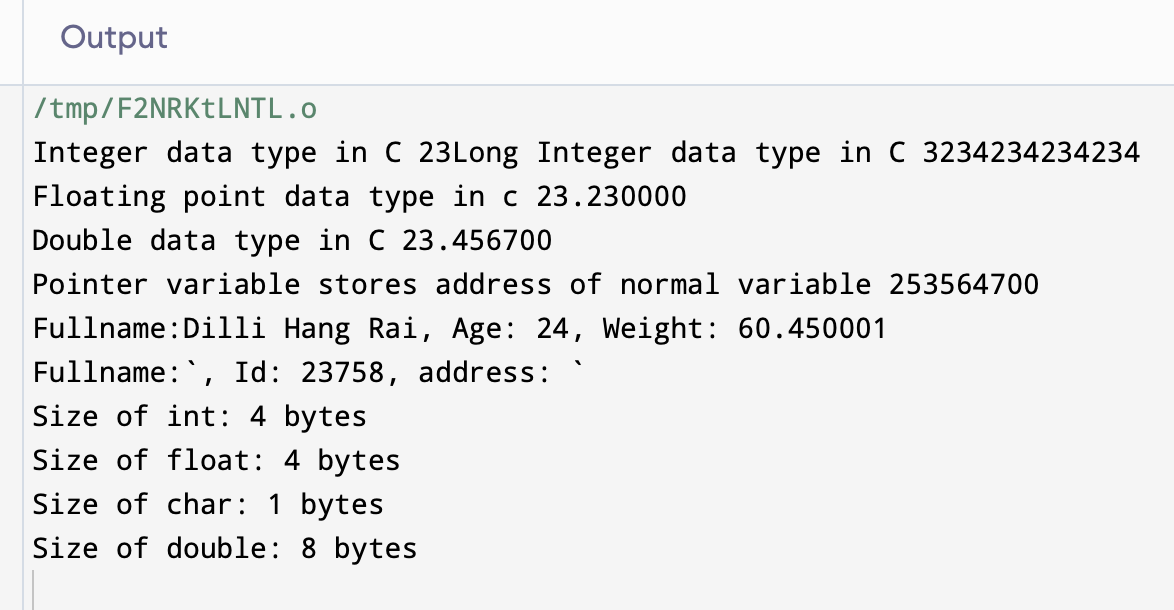 Output
/tmp/F2NRKtLNTL.o
Integer data type in C 23Long Integer data type in C 3234234234234
Floating point data type in c 23.230000
Double data type in C 23.456700
Pointer variable stores address of normal variable 253564700
Fullname:Dilli Hang Rai, Age: 24, Weight: 60.450001
Fullname:`, Id: 23758, address: `
Size of int: 4 bytes
Size of float: 4 bytes
Size of char: 1 bytes
Size of double: 8 bytes